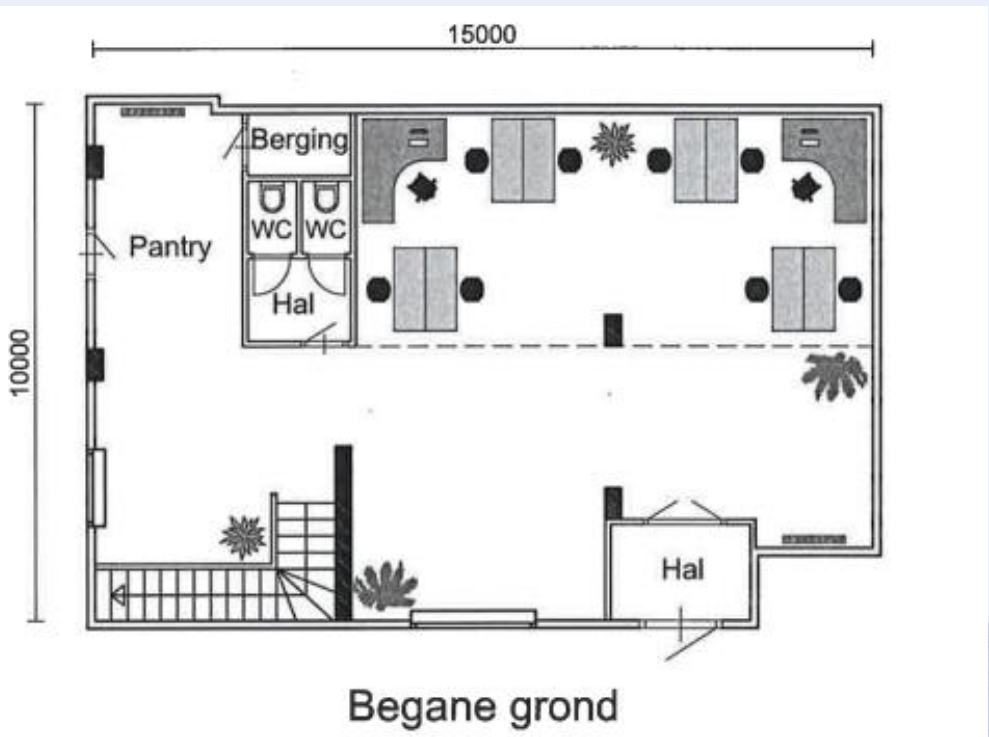 15000
Berging
WC WC
Pantry
Hal
10000
Hal
Begane grond